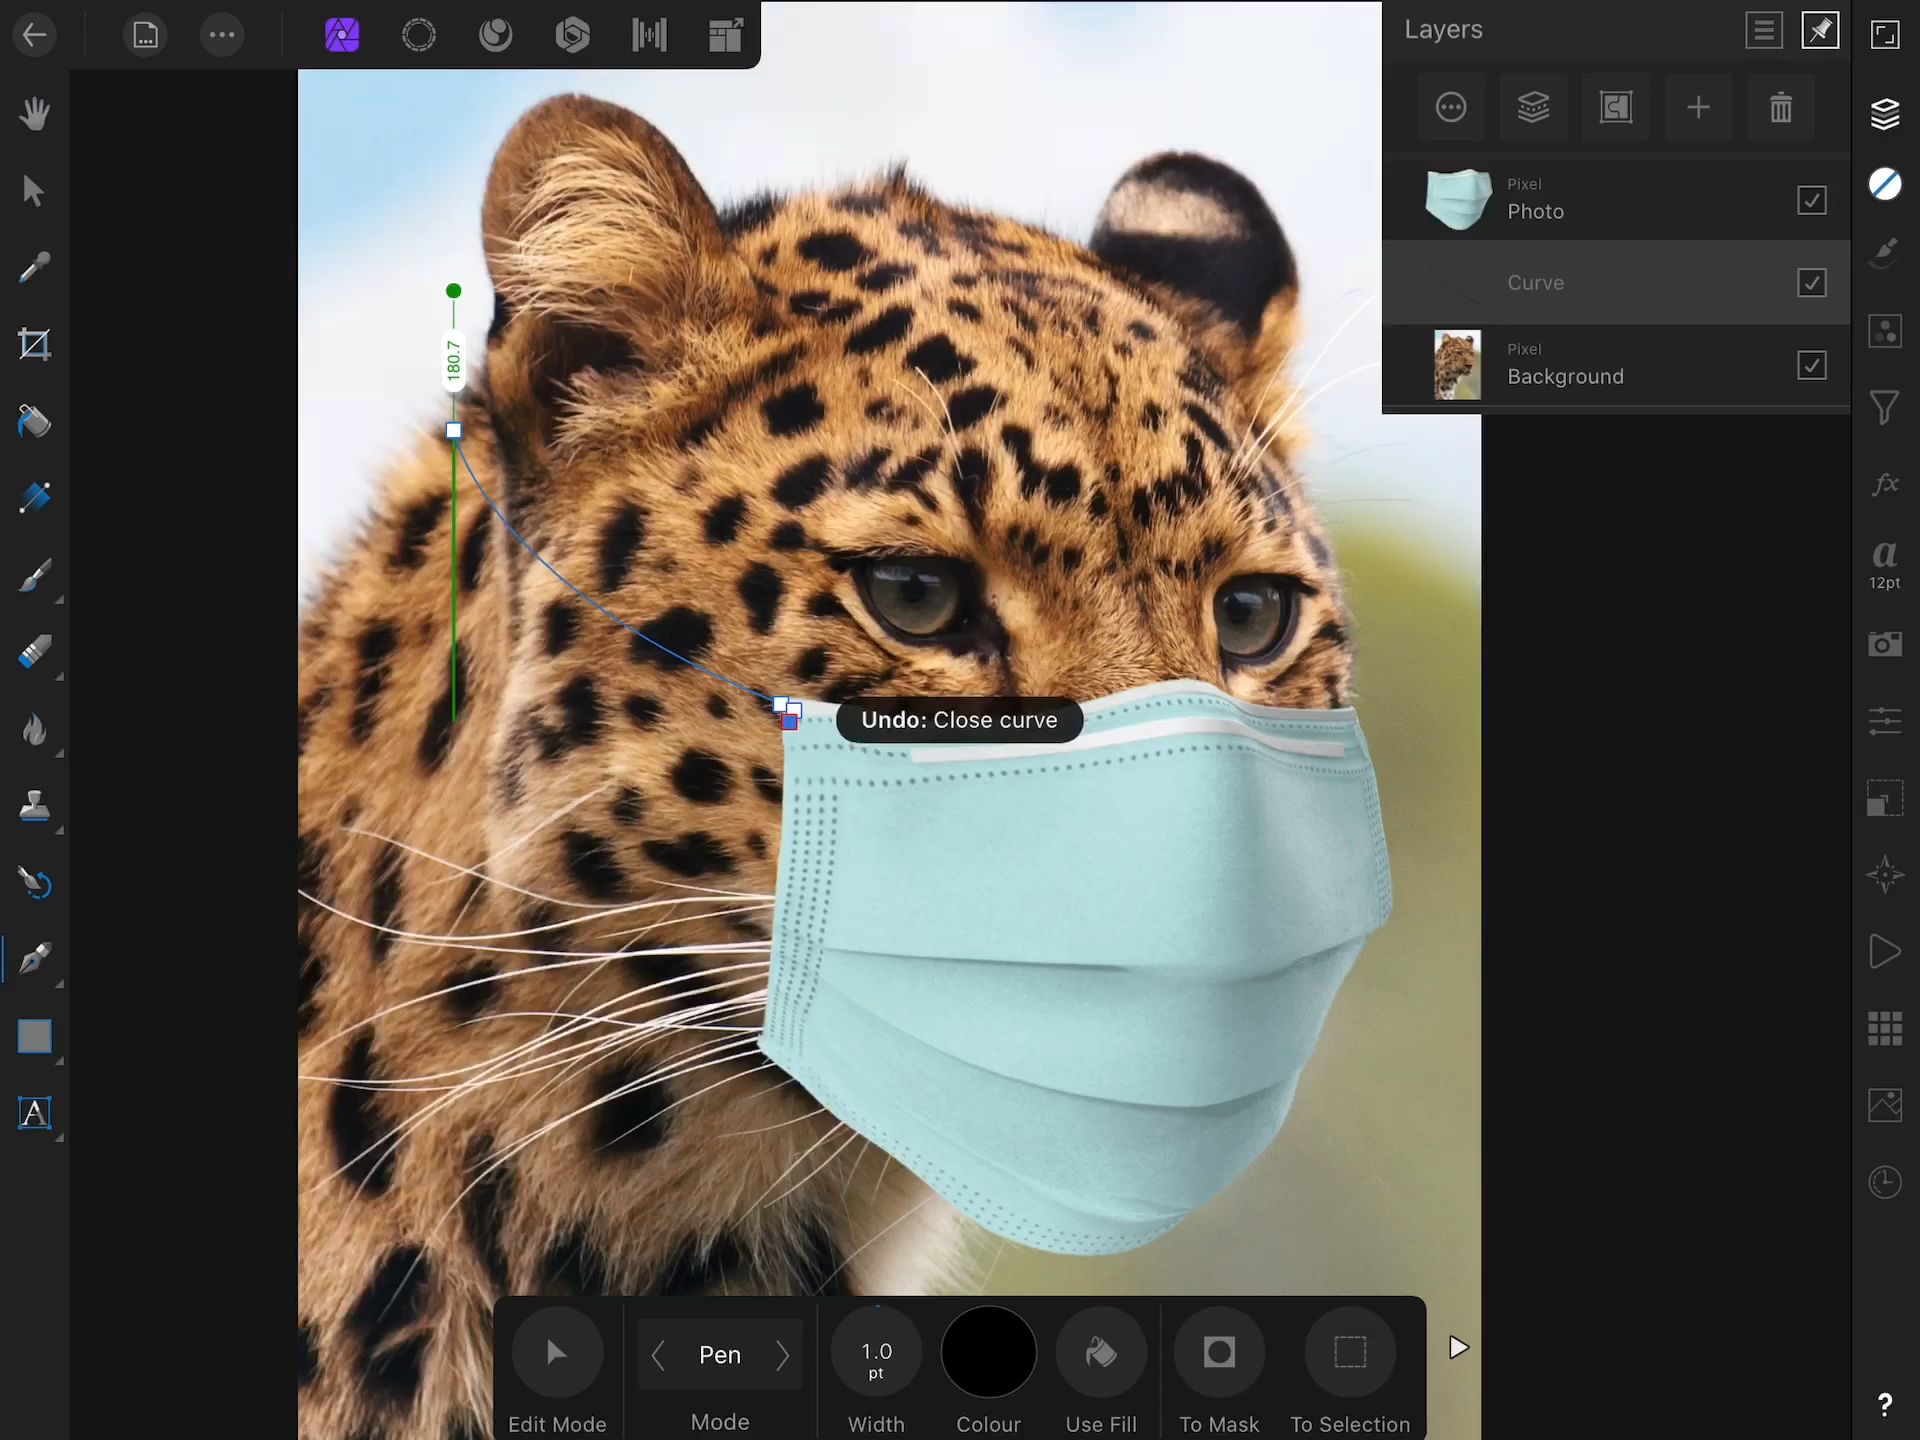 Layers
Pixel
Photo
Curve
Pixel
Background
180.7
Undo: Close curve
a
12pt
fx
A
Pen
1.0
pt
Edit Mode
Mode
Width
Colour
Use Fill
To Mask
To Selection
?